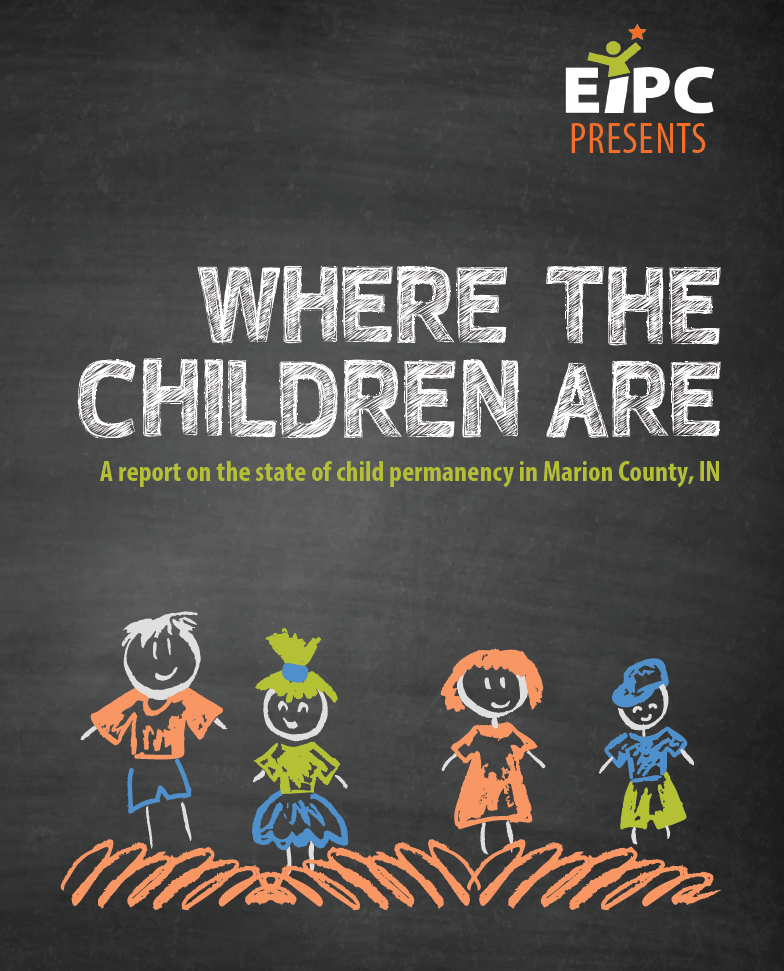 EiPC
PRESENTS
WHERE THE
CHILDREN ARE
A report on the state of child permanency in Marion County, IN